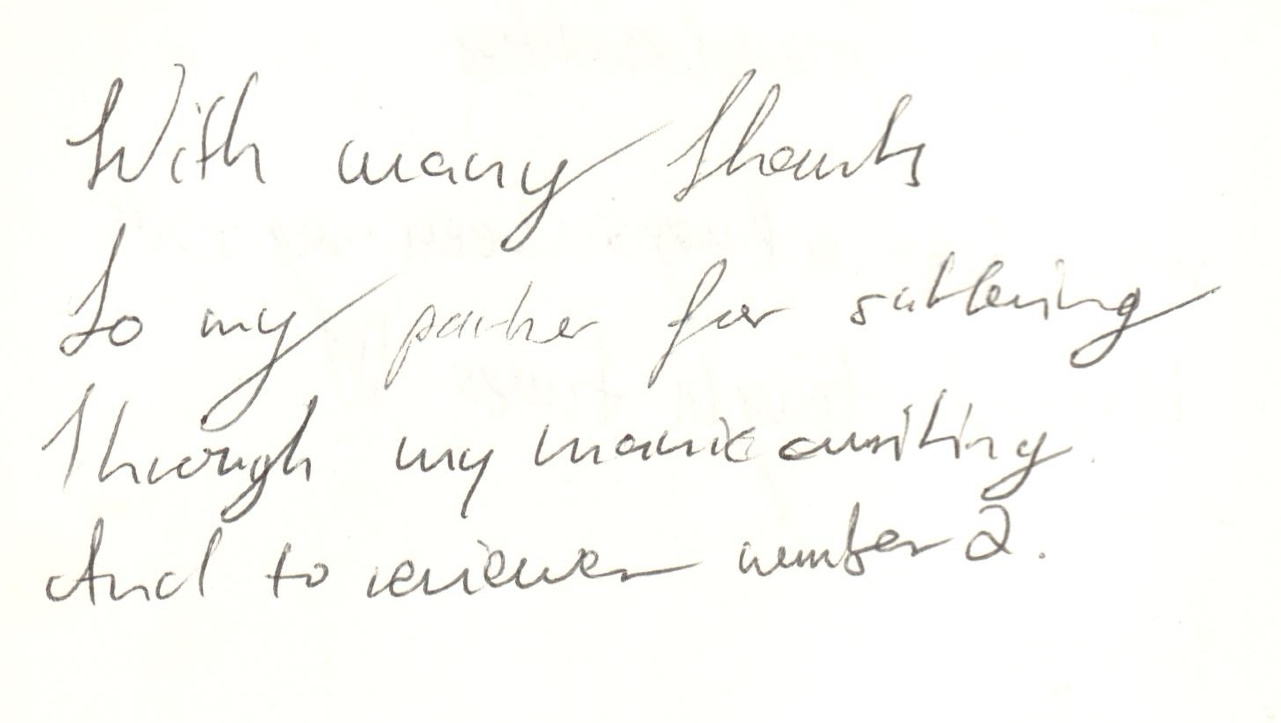 With many thanks
to my partner for suffering
through my manic writing.
And to reviewer number 2.